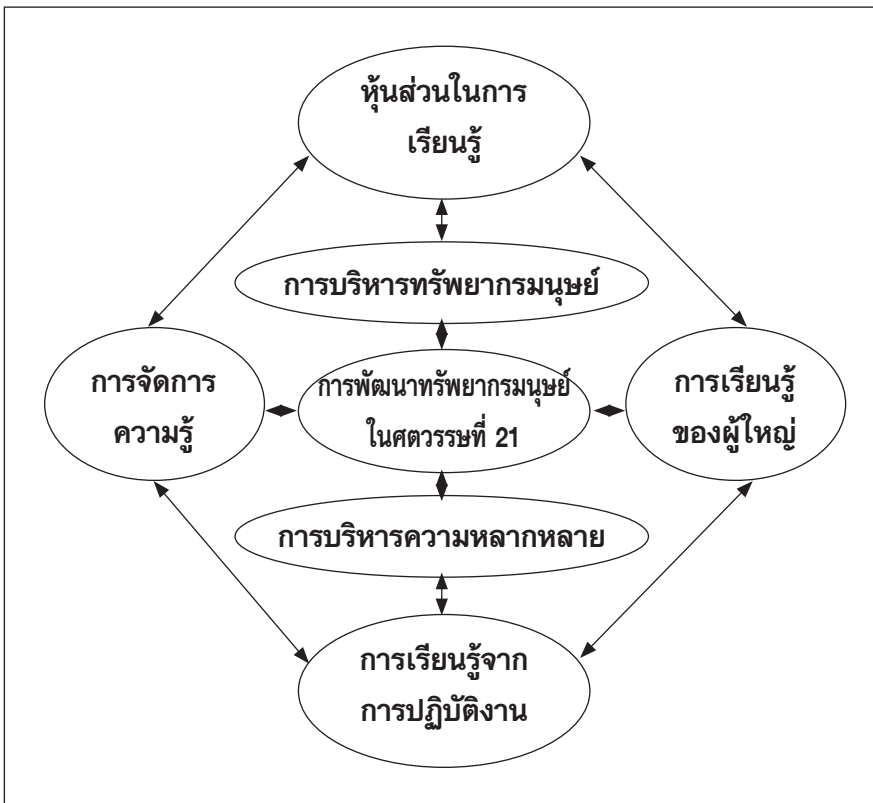 หุ้นส่วนในการ
เรียนรู้
การบริหารทรัพยากรมนุษย์
การจัดการ
ความรู้
การพัฒนาทรัพยากรมนุษย์
ในศตวรรษที่ 21
การเรียนรู้
ของผู้ใหญ่
การบริหารความหลากหลาย
การเรียนรู้จาก
การปฏิบัติงาน